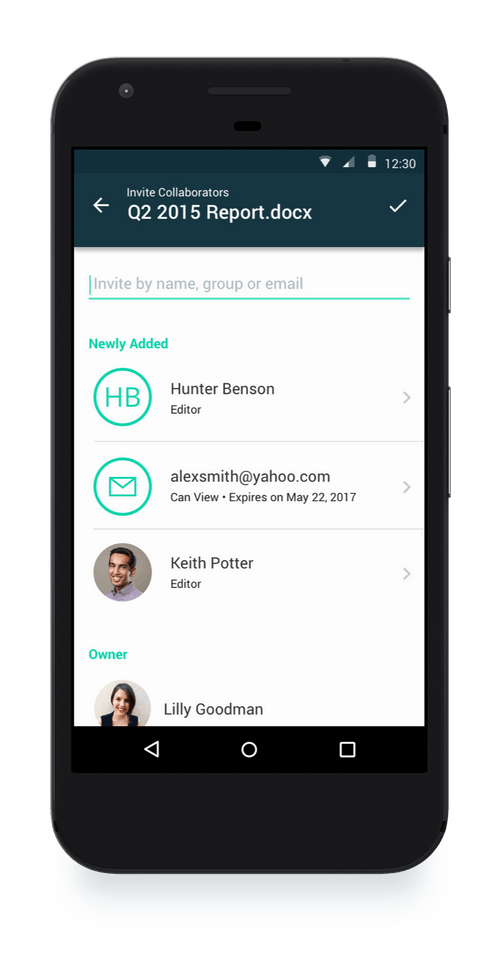 12:30
Invite Collaborators
Q2 2015 Report.docx
Invite by name, group or email
Newly Added
HB
Hunter Benson
Editor
alexsmith@yahoo.com
Can View • Expires on May 22, 2017
Keith Potter
Editor
Owner
Lilly Goodman